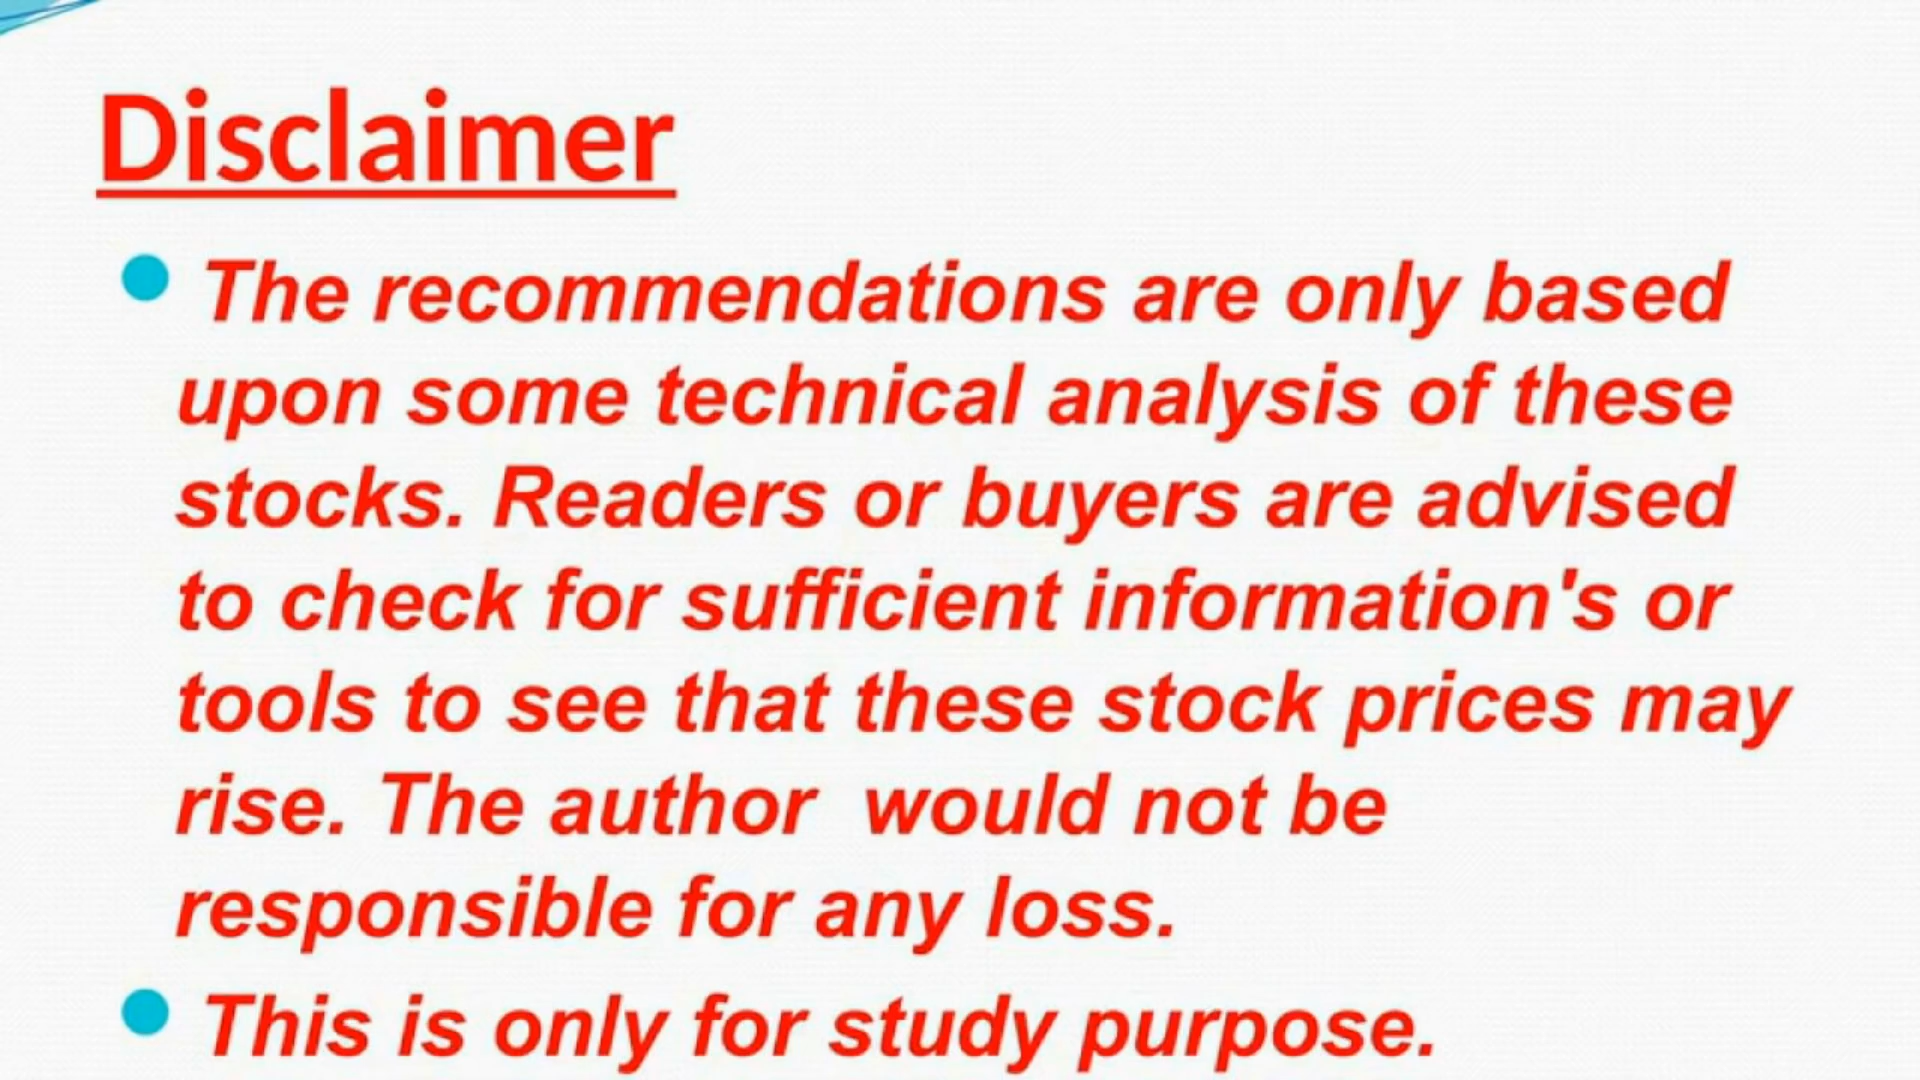 Disclaimer
The recommendations are only based
upon some technical analysis of these
stocks. Readers or buyers are advised
to check for sufficient information's or
tools to see that these stock prices may
rise. The author  would not be
responsible for any loss.
This is only for study purpose.